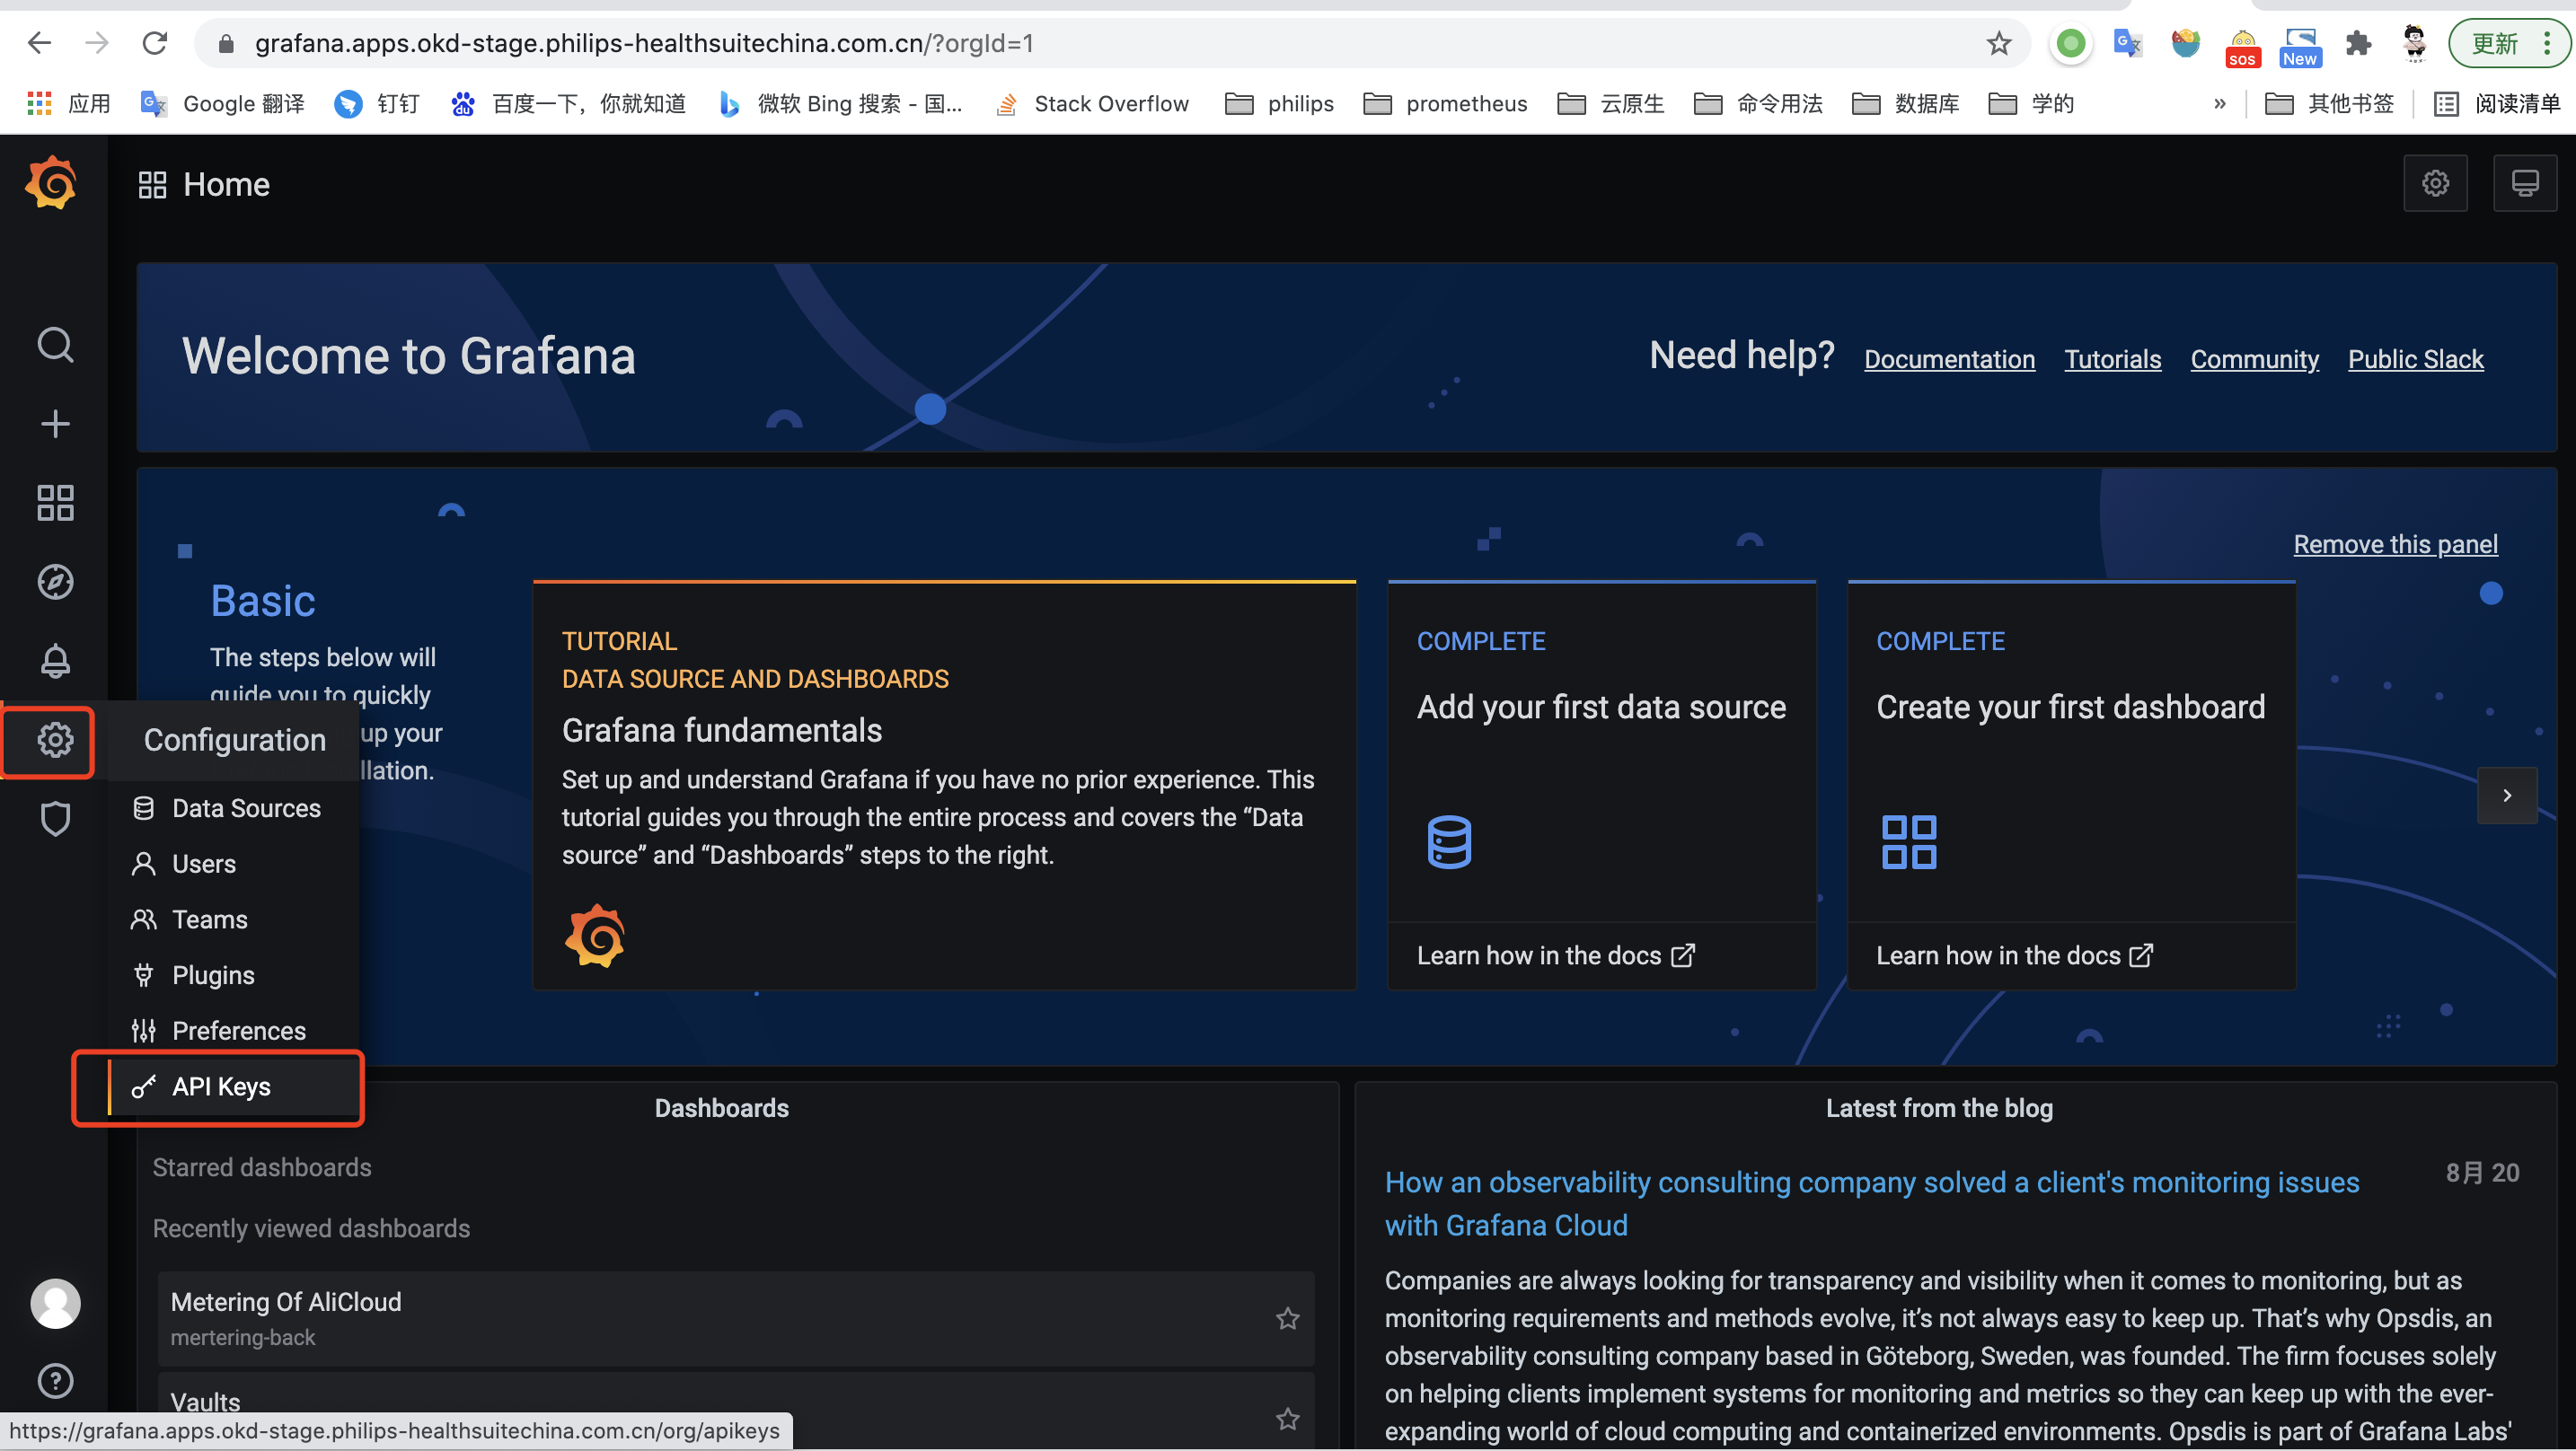 grafana.apps.okd-stage.philips-healthsuitechina.com.cn/?orgId=1
sos
New
更新
应用
Google 翻译
钉钉
百度一下，你就知道
微软 Bing 搜索 - 国...
Stack Overflow
philips
prometheus
云原生
命令用法
数据库
学的
»
其他书签
阅读清单
Home
Welcome to Grafana
Need help?
Documentation
Tutorials
Community
Public Slack
Remove this panel
Basic
The steps below will
guide you to quickly
up your
llation.
TUTORIAL
DATA SOURCE AND DASHBOARDS
Grafana fundamentals
Set up and understand Grafana if you have no prior experience. This
tutorial guides you through the entire process and covers the “Data
source” and “Dashboards” steps to the right.
COMPLETE
Add your first data source
Learn how in the docs
COMPLETE
Create your first dashboard
Learn how in the docs
Configuration
Data Sources
Users
Teams
Plugins
Preferences
API Keys
Dashboards
Starred dashboards
Recently viewed dashboards
Metering Of AliCloud
mertering-back
Vaults
Latest from the blog
How an observability consulting company solved a client's monitoring issues
with Grafana Cloud
8月 20
Companies are always looking for transparency and visibility when it comes to monitoring, but as
monitoring requirements and methods evolve, it’s not always easy to keep up. That’s why Opsdis, an
observability consulting company based in Göteborg, Sweden, was founded. The firm focuses solely
on helping clients implement systems for monitoring and metrics so they can keep up with the ever-
expanding world of cloud computing and containerized environments. Opsdis is part of Grafana Labs'
https://grafana.apps.okd-stage.philips-healthsuitechina.com.cn/org/apikeys